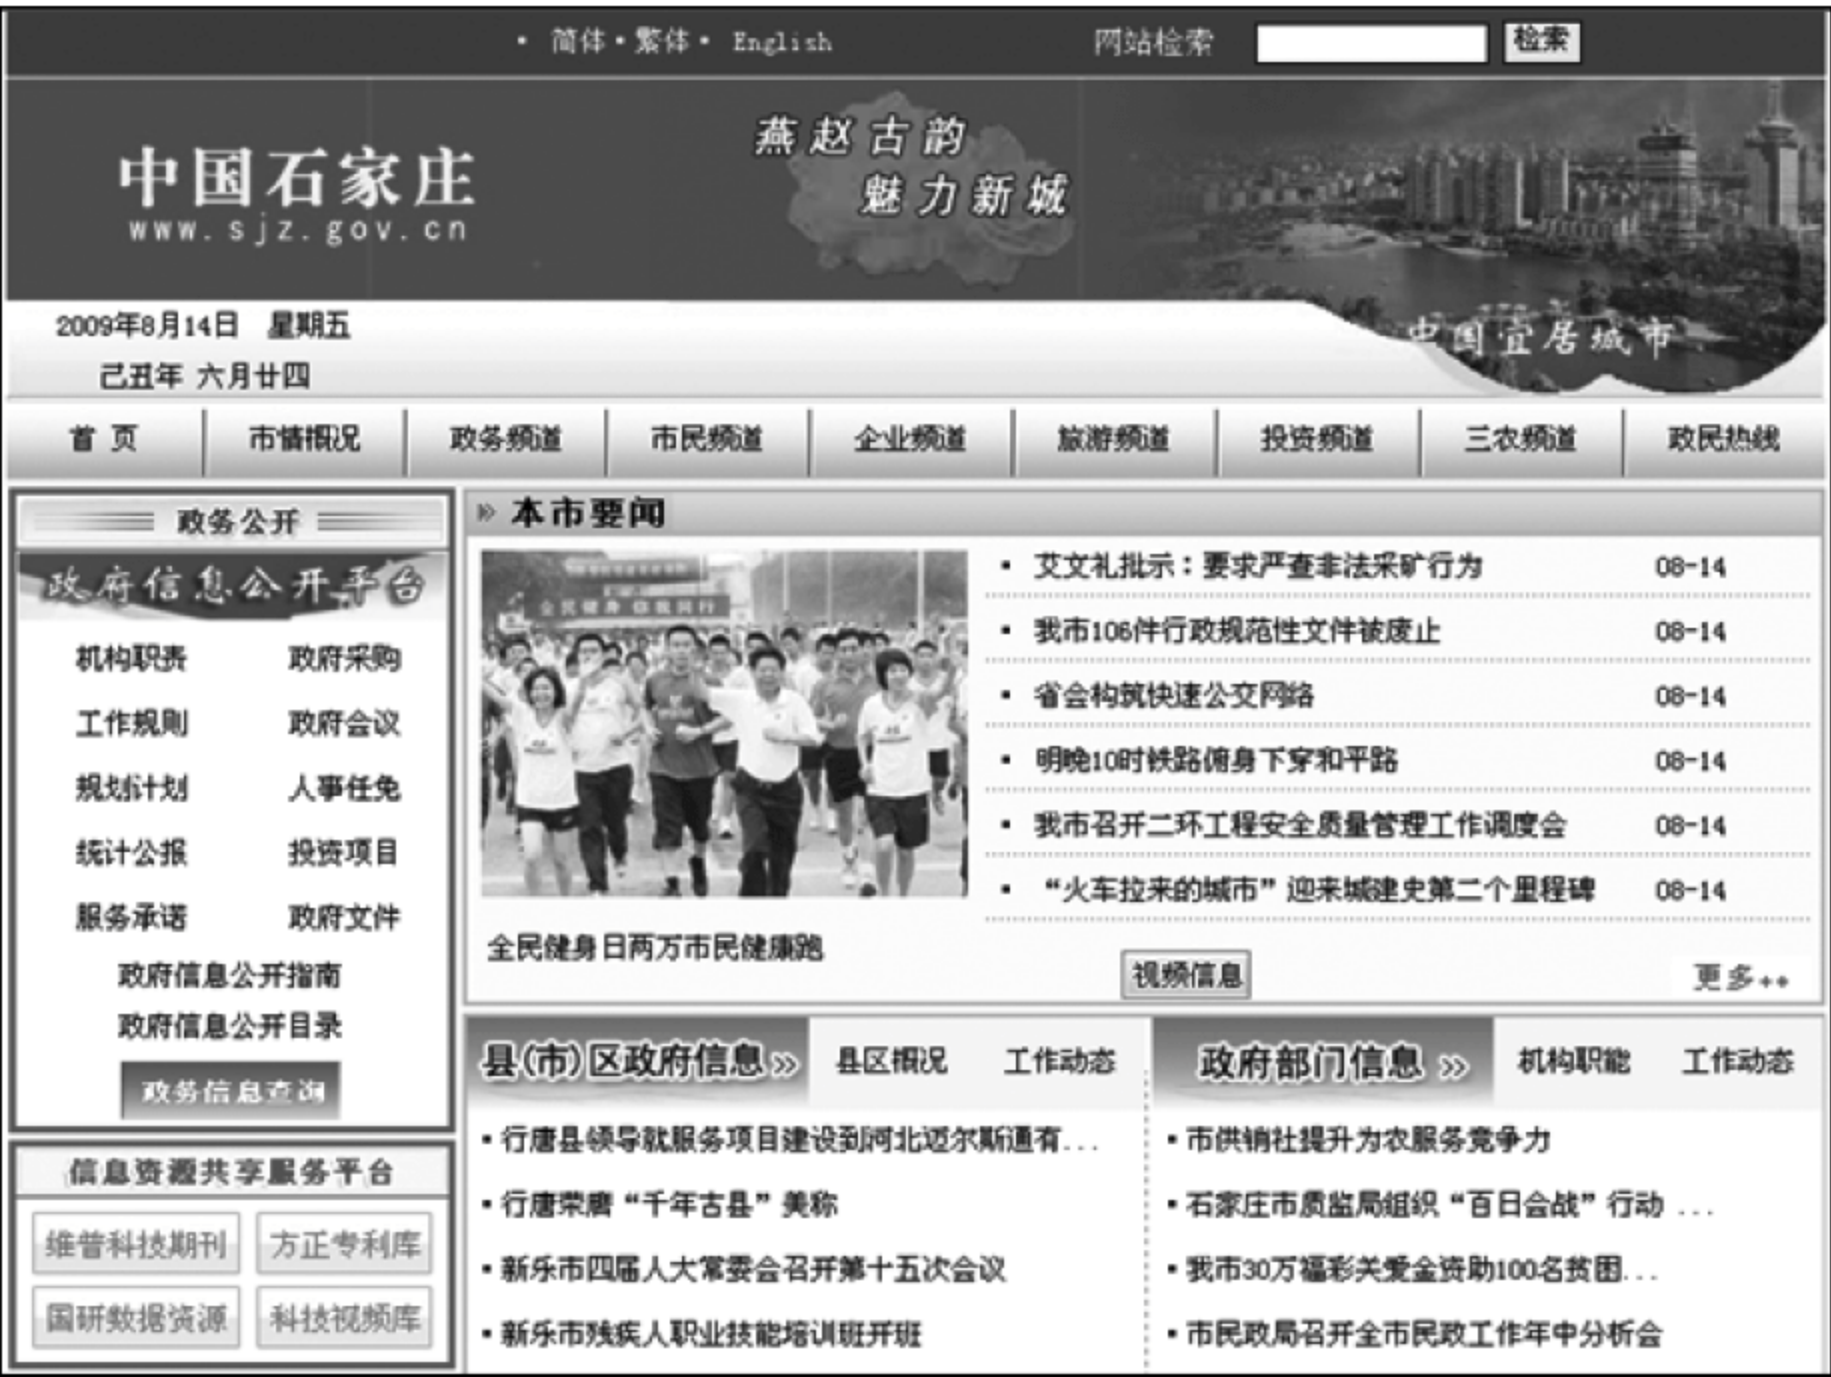 · 简体·繁体· English 网站检索 检索
燕赵古韵
魅力新城
中国石家庄
www.sjz.gov.cn
2009年8月14日 星期五
己丑年 六月廿四
中国宜居城市
首 页 市情概况 政务频道 市民频道 企业频道 旅游频道 投资频道 三农频道 政民热线
政务公开
政府信息公开平台
机构职责 政府采购
工作规则 政府会议
规划计划 人事任免
统计公报 投资项目
服务承诺 政府文件
政府信息公开指南
政府信息公开目录
政务信息查询
信息资源共享服务平台
维普科技期刊 方正专利库
国研数据资源 科技视频库
本市要闻
全民健身 你我同行
全民健身日两万市民健康跑
艾文礼批示：要求严查非法采矿行为 08-14
我市106件行政规范性文件被废止 08-14
省会构筑快速公交网络 08-14
明晚10时铁路俯身下穿和平路 08-14
我市召开二环工程安全质量管理工作调度会 08-14
“火车拉来的城市”迎来城建史第二个里程碑 08-14
视频信息 更多++
县(市)区政府信息» 县区概况 工作动态
行唐县领导就服务项目建设到河北迈尔斯通有...
行唐荣膺“千年古县”美称
新乐市四届人大常委会召开第十五次会议
新乐市残疾人职业技能培训班开班
政府部门信息 » 机构职能 工作动态
市供销社提升为农服务竞争力
石家庄市质监局组织“百日会战”行动 ...
我市30万福彩关爱金资助100名贫困...
市民政局召开全市民政工作年中分析会